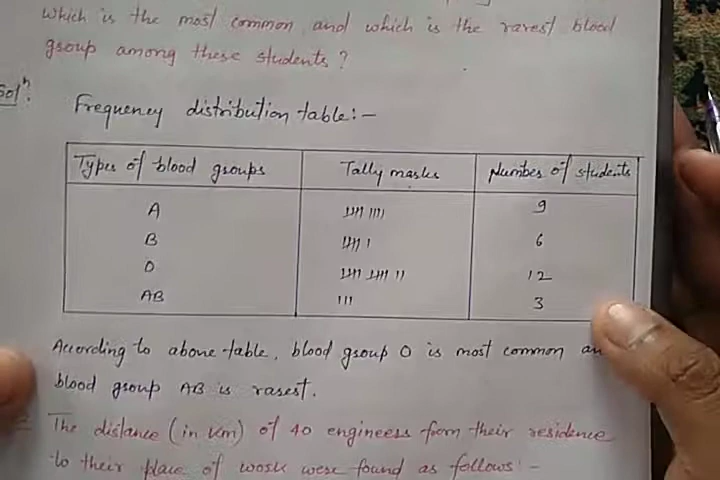 which is the most common and which is the rarest blood
group among these students?
Solⁿ:
Frequency distribution table:-
Types of blood groups Tally marks Number of students
A 𝍸 |||| 9
B 𝍸 | 6
O 𝍸 𝍸 || 12
AB ||| 3
According to above table, blood group O is most common an
blood group AB is rarest.
The distance (in km) of 40 engineers from their residence
to their place of work were found as follows:-